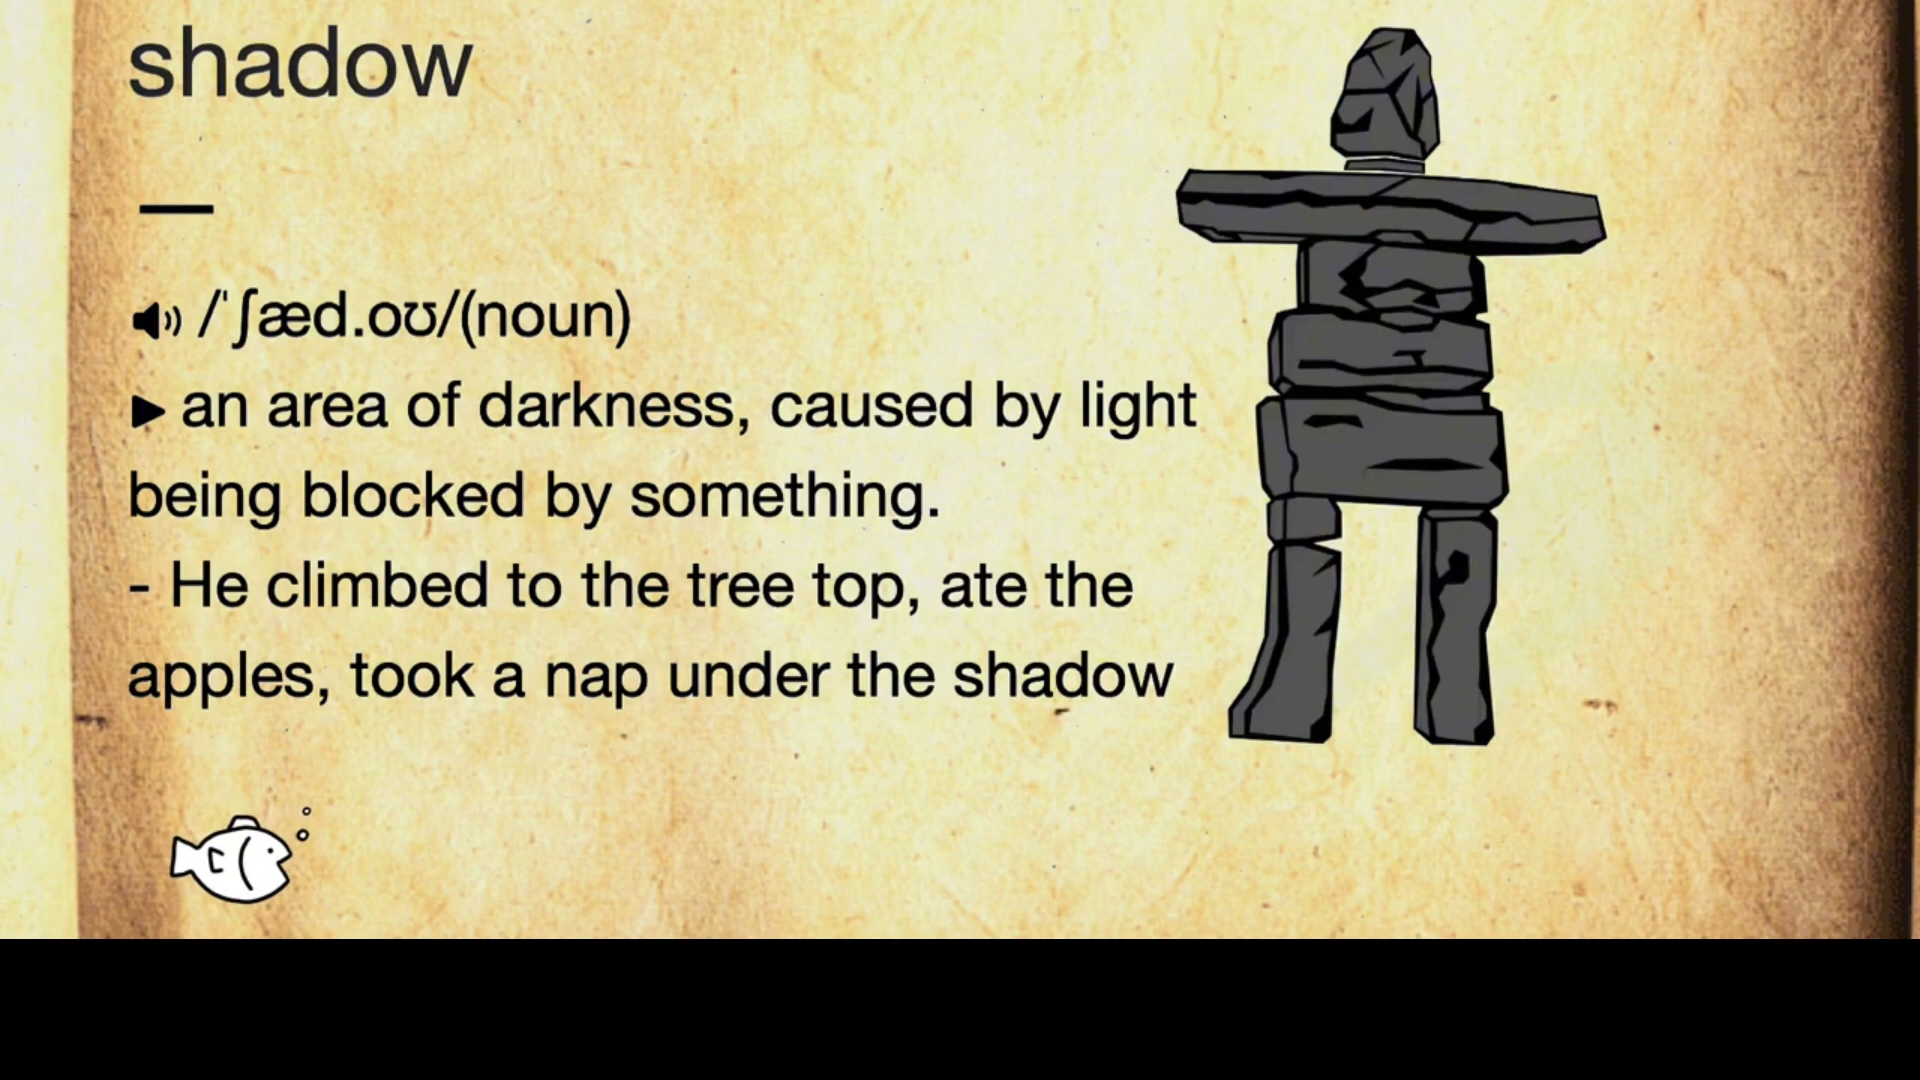 shadow
/ˈʃæd.oʊ/(noun)
▶ an area of darkness, caused by light
being blocked by something.
- He climbed to the tree top, ate the
apples, took a nap under the shadow